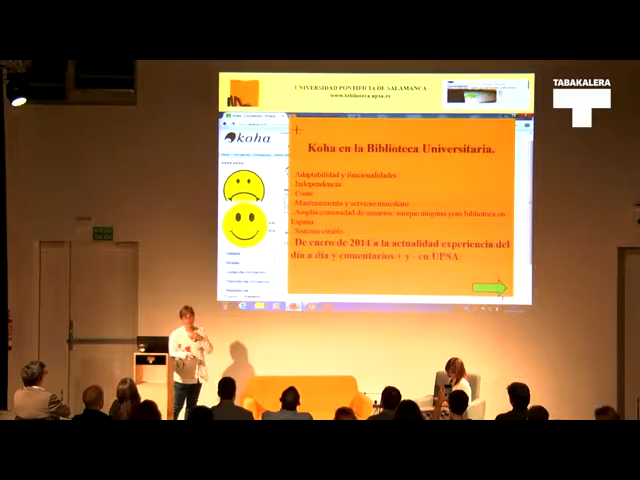 TABAKALERA
UNIVERSIDAD PONTIFICIA DE SALAMANCA
www.biblioteca.upsa.es
koha
Koha en la Biblioteca Universitaria.
Adaptabilidad y funcionalidades
Independencia
Coste.
Mantenimiento y servicio inmediato
Amplia comunidad de usuarios, aunque ninguna gran biblioteca en
España
Sistema estable
De enero de 2014 a la actualidad experiencia del
día a día y comentarios + y - en UPSA
SALIDA